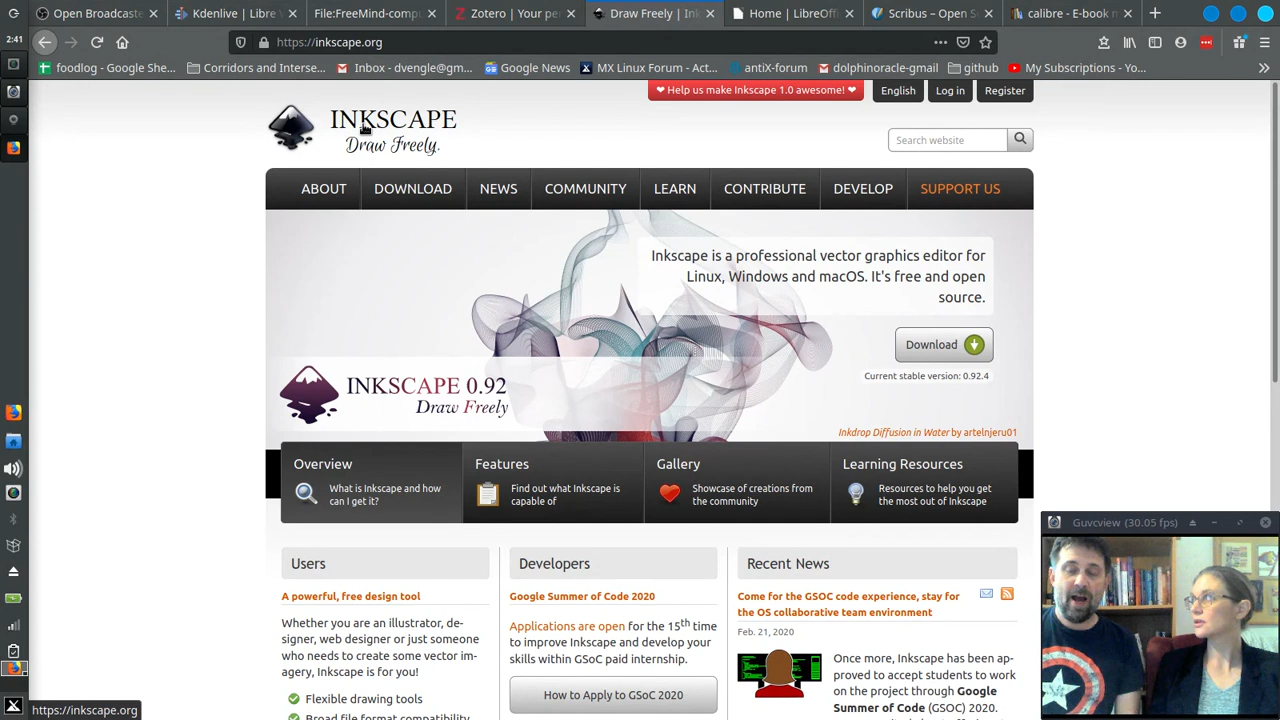 Open Broadcaste
Kdenlive | Libre V
File:FreeMind-comp
Zotero | Your pe
Draw Freely | Ink
Home | LibreOffi
Scribus – Open S
calibre - E-book m
2:41
https://inkscape.org
foodlog - Google She...
Corridors and Interse...
Inbox - dvengle@gm...
Google News
MX Linux Forum - Act...
antiX-forum
dolphinoracle-gmail
github
My Subscriptions - Yo...
❤ Help us make Inkscape 1.0 awesome! ❤
English
Log in
Register
INKSCAPE
Draw Freely.
Search website
ABOUT
DOWNLOAD
NEWS
COMMUNITY
LEARN
CONTRIBUTE
DEVELOP
SUPPORT US
Inkscape is a professional vector graphics editor for
Linux, Windows and macOS. It's free and open
source.
Download
Current stable version: 0.92.4
INKSCAPE 0.92
Draw Freely
Inkdrop Diffusion in Water by artelnjeru01
Overview
What is Inkscape and how
can I get it?
Features
Find out what Inkscape is
capable of
Gallery
Showcase of creations from
the community
Learning Resources
Resources to help you get
the most out of Inkscape
Guvcview (30.05 fps)
Users
A powerful, free design tool
Whether you are an illustrator, de-
signer, web designer or just someone
who needs to create some vector im-
agery, Inkscape is for you!
Flexible drawing tools
Broad file format compatibility
Developers
Google Summer of Code 2020
Applications are open for the 15th time
to improve Inkscape and develop your
skills within GSoC paid internship.
How to Apply to GSoC 2020
Recent News
Come for the GSOC code experience, stay for
the OS collaborative team environment
Feb. 21, 2020
Once more, Inkscape has been ap-
proved to accept students to work
on the project through Google
Summer of Code (GSOC) 2020.
https://inkscape.org